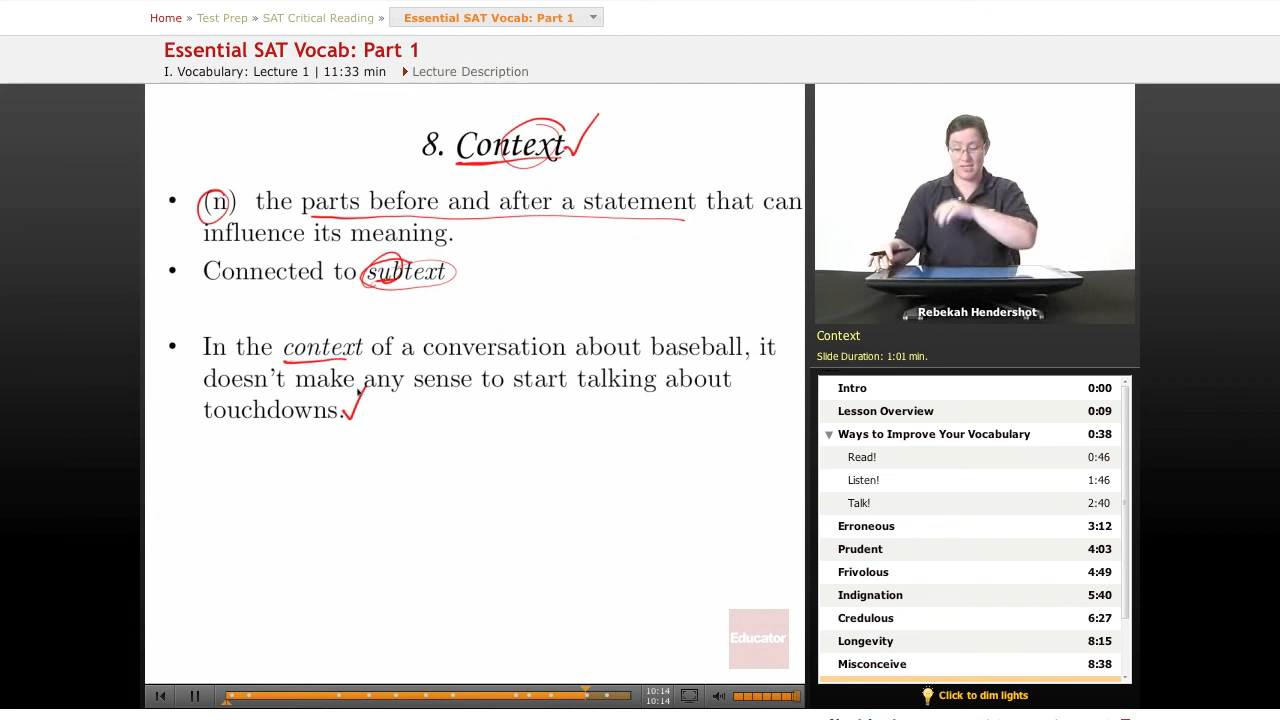 Home » Test Prep » SAT Critical Reading » Essential SAT Vocab: Part 1
Essential SAT Vocab: Part 1
I. Vocabulary: Lecture 1 | 11:33 min Lecture Description
8. Context
• (n) the parts before and after a statement that can
influence its meaning.
• Connected to subtext
• In the context of a conversation about baseball, it
doesn't make any sense to start talking about
touchdowns.
Educator
10:14
10:14
Rebekah Hendershot
Context
Slide Duration: 1:01 min.
Intro 0:00
Lesson Overview 0:09
Ways to Improve Your Vocabulary 0:38
Read! 0:46
Listen! 1:46
Talk! 2:40
Erroneous 3:12
Prudent 4:03
Frivolous 4:49
Indignation 5:40
Credulous 6:27
Longevity 8:15
Misconceive 8:38
Click to dim lights